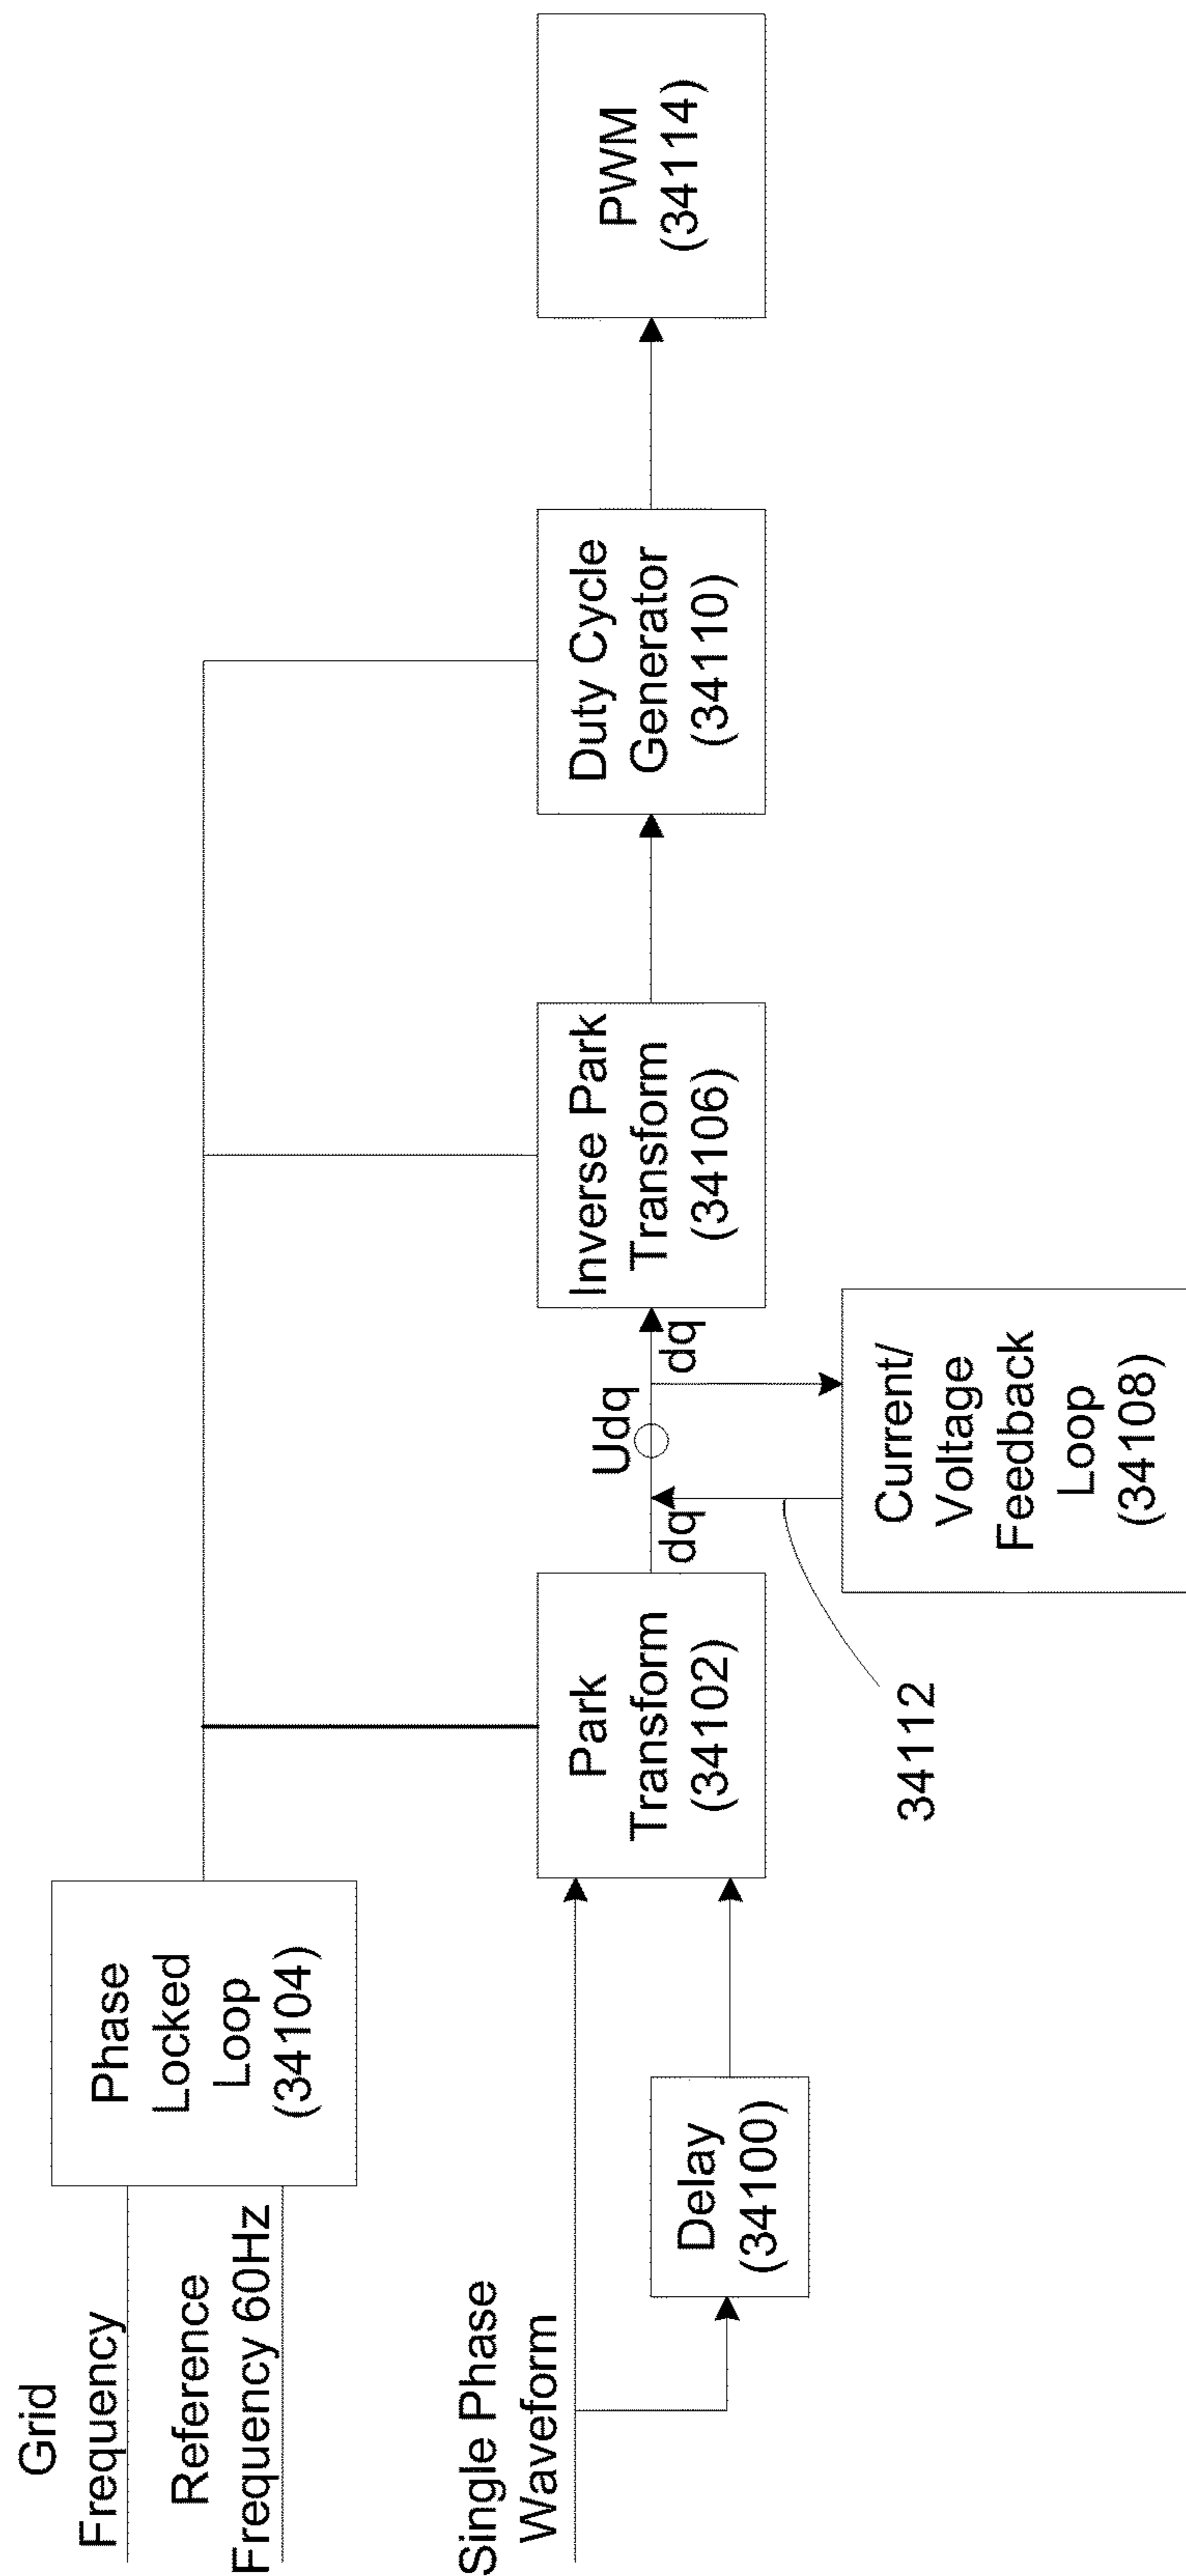 Grid
Frequency
Reference
Frequency 60Hz
Phase
Locked
Loop
(34104)
Single Phase
Waveform
Delay
(34100)
Park
Transform
(34102)
dq
Udq
dq
34112
Current/
Voltage
Feedback
Loop
(34108)
Inverse Park
Transform
(34106)
Duty Cycle
Generator
(34110)
PWM
(34114)